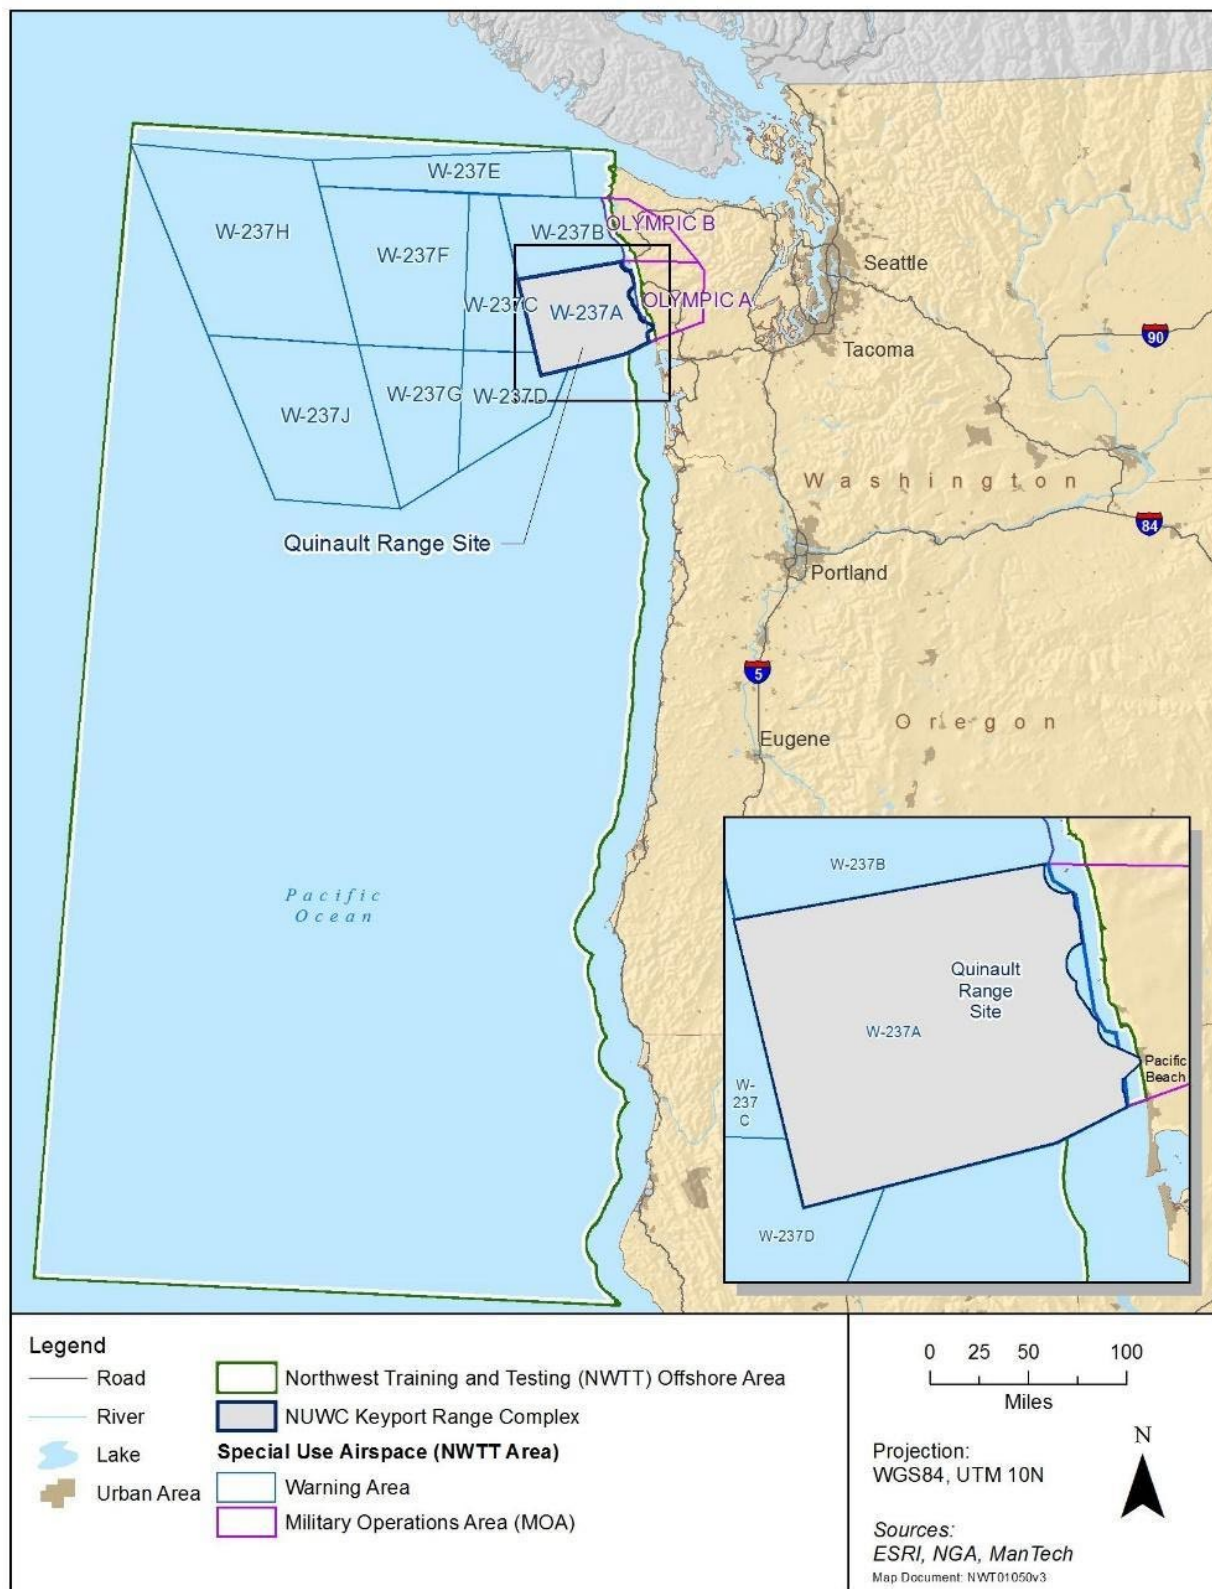 W-237E
W-237H
W-237F
W-237B
OLYMPIC B
W-237C
W-237A
OLYMPIC A
Seattle
Tacoma
90
W-237J
W-237G
W-237D
Washington
84
Quinault Range Site
Portland
5
Oregon
Eugene
Pacific
Ocean
W-237B
Quinault
Range
Site
W-237A
Pacific
Beach
W-
237
C
W-237D
Legend
Road
River
Lake
Urban Area
Northwest Training and Testing (NWTT) Offshore Area
NUWC Keyport Range Complex
Special Use Airspace (NWTT Area)
Warning Area
Military Operations Area (MOA)
0 25 50 100
Miles
N
Projection:
WGS84, UTM 10N
Sources:
ESRI, NGA, ManTech
Map Document: NWT01050v3